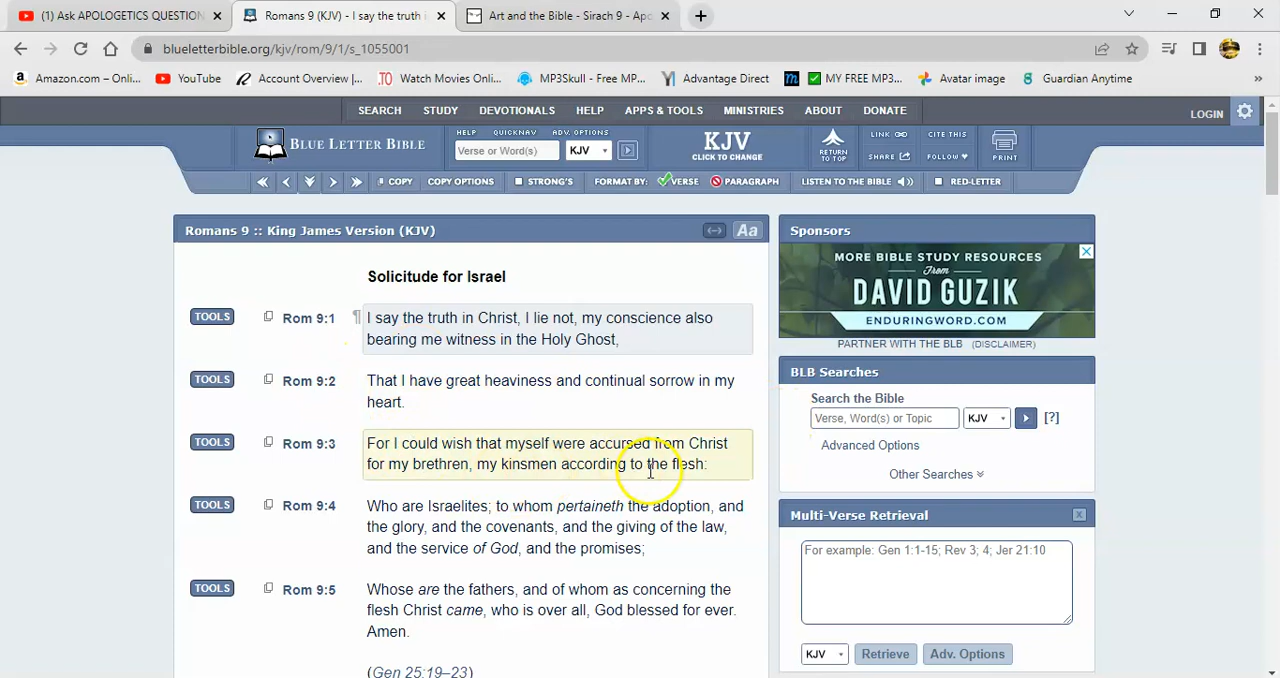 (1) Ask APOLOGETICS QUESTION
Romans 9 (KJV) - I say the truth i
Art and the Bible - Sirach 9 - Apo
blueletterbible.org/kjv/rom/9/1/s_1055001
Amazon.com – Onli...
YouTube
Account Overview |...
Watch Movies Onlin...
MP3Skull - Free MP...
Advantage Direct
MY FREE MP3...
Avatar image
Guardian Anytime
SEARCH STUDY DEVOTIONALS HELP APPS & TOOLS MINISTRIES ABOUT DONATE
LOGIN
BLUE LETTER BIBLE
HELP QUICKNAV ADV. OPTIONS
Verse or Word(s) KJV
KJV
CLICK TO CHANGE
RETURN
TO TOP
LINK
CITE THIS
SHARE
FOLLOW
PRINT
COPY COPY OPTIONS STRONG'S FORMAT BY: VERSE PARAGRAPH LISTEN TO THE BIBLE RED-LETTER
Romans 9 :: King James Version (KJV)
Aa
Solicitude for Israel
TOOLS Rom 9:1 ¶ I say the truth in Christ, I lie not, my conscience also
bearing me witness in the Holy Ghost,
TOOLS Rom 9:2 That I have great heaviness and continual sorrow in my
heart.
TOOLS Rom 9:3 For I could wish that myself were accursed from Christ
for my brethren, my kinsmen according to the flesh:
TOOLS Rom 9:4 Who are Israelites; to whom pertaineth the adoption, and
the glory, and the covenants, and the giving of the law,
and the service of God, and the promises;
TOOLS Rom 9:5 Whose are the fathers, and of whom as concerning the
flesh Christ came, who is over all, God blessed for ever.
Amen.
(Gen 25:19–23)
Sponsors
MORE BIBLE STUDY RESOURCES
From
DAVID GUZIK
ENDURINGWORD.COM
PARTNER WITH THE BLB (DISCLAIMER)
BLB Searches
Search the Bible
Verse, Word(s) or Topic KJV [?]
Advanced Options
Other Searches
Multi-Verse Retrieval
For example: Gen 1:1-15; Rev 3; 4; Jer 21:10
KJV Retrieve Adv. Options